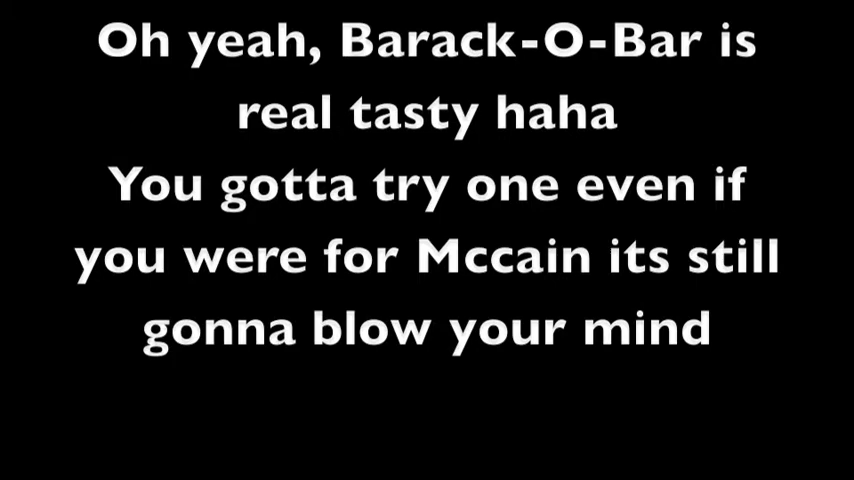 Oh yeah, Barack-O-Bar is
real tasty haha
You gotta try one even if
you were for Mccain its still
gonna blow your mind